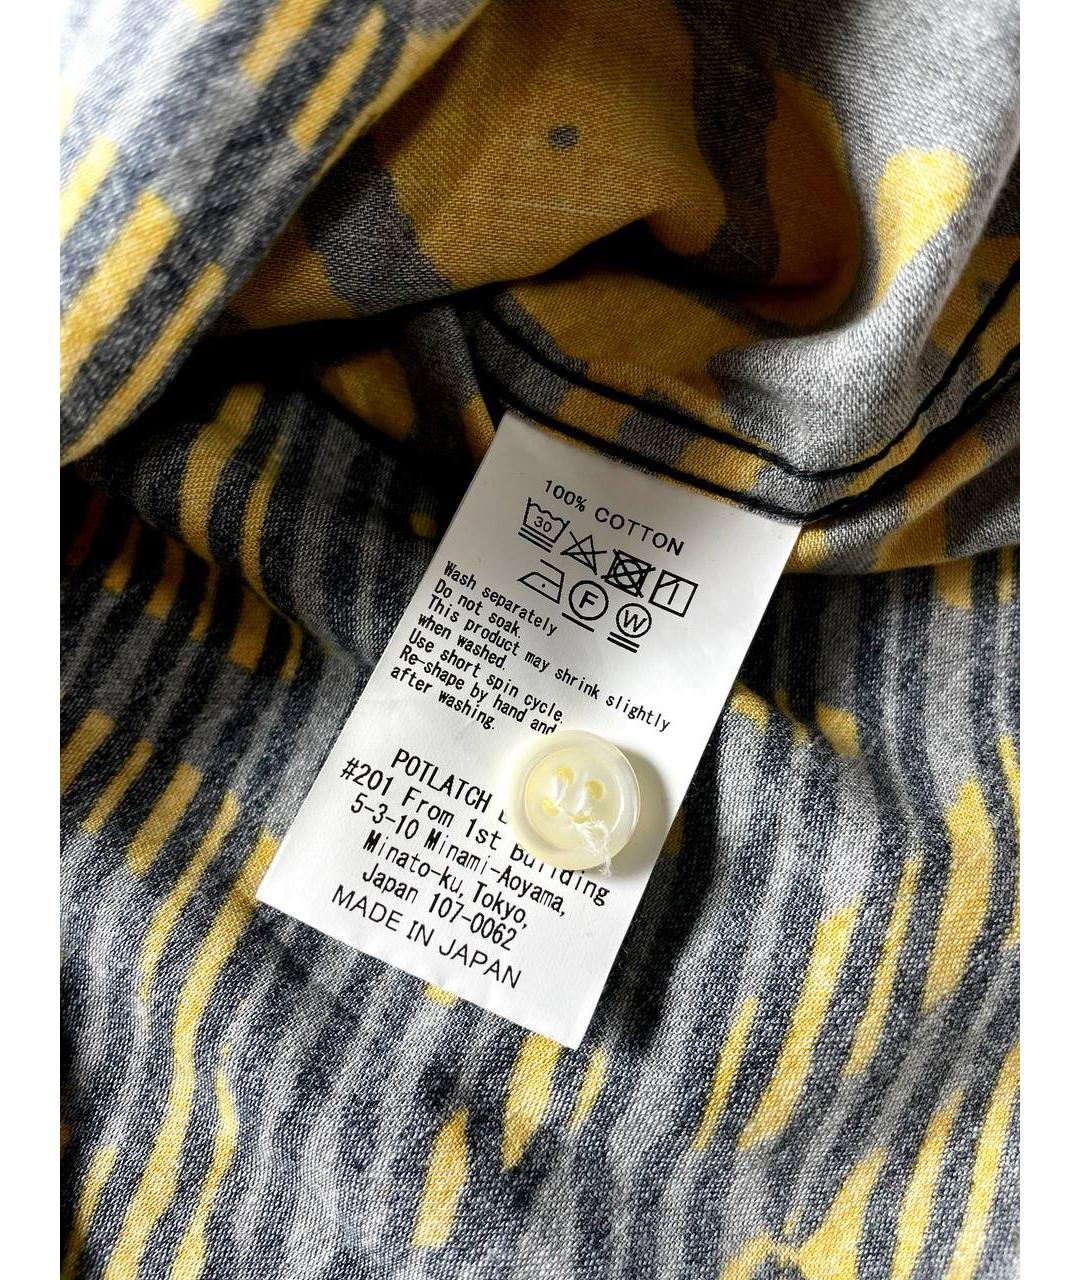 100% COTTON
30
F W
Wash separately
Do not soak.
This product may shrink slightly
when washed.
Use short spin cycle.
Re-shape by hand and
after washing.
POTLATCH
#201 From 1st Building
5-3-10 Minami-Aoyama,
Minato-ku, Tokyo,
Japan 107-0062
MADE IN JAPAN